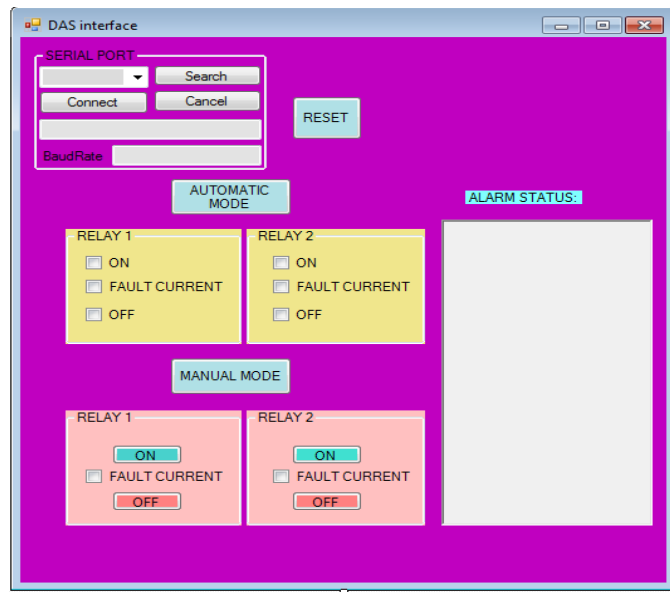 DAS interface
SERIAL PORT
Search
Connect
Cancel
BaudRate
RESET
AUTOMATIC
MODE
ALARM STATUS:
RELAY 1
ON
FAULT CURRENT
OFF
RELAY 2
ON
FAULT CURRENT
OFF
MANUAL MODE
RELAY 1
ON
FAULT CURRENT
OFF
RELAY 2
ON
FAULT CURRENT
OFF